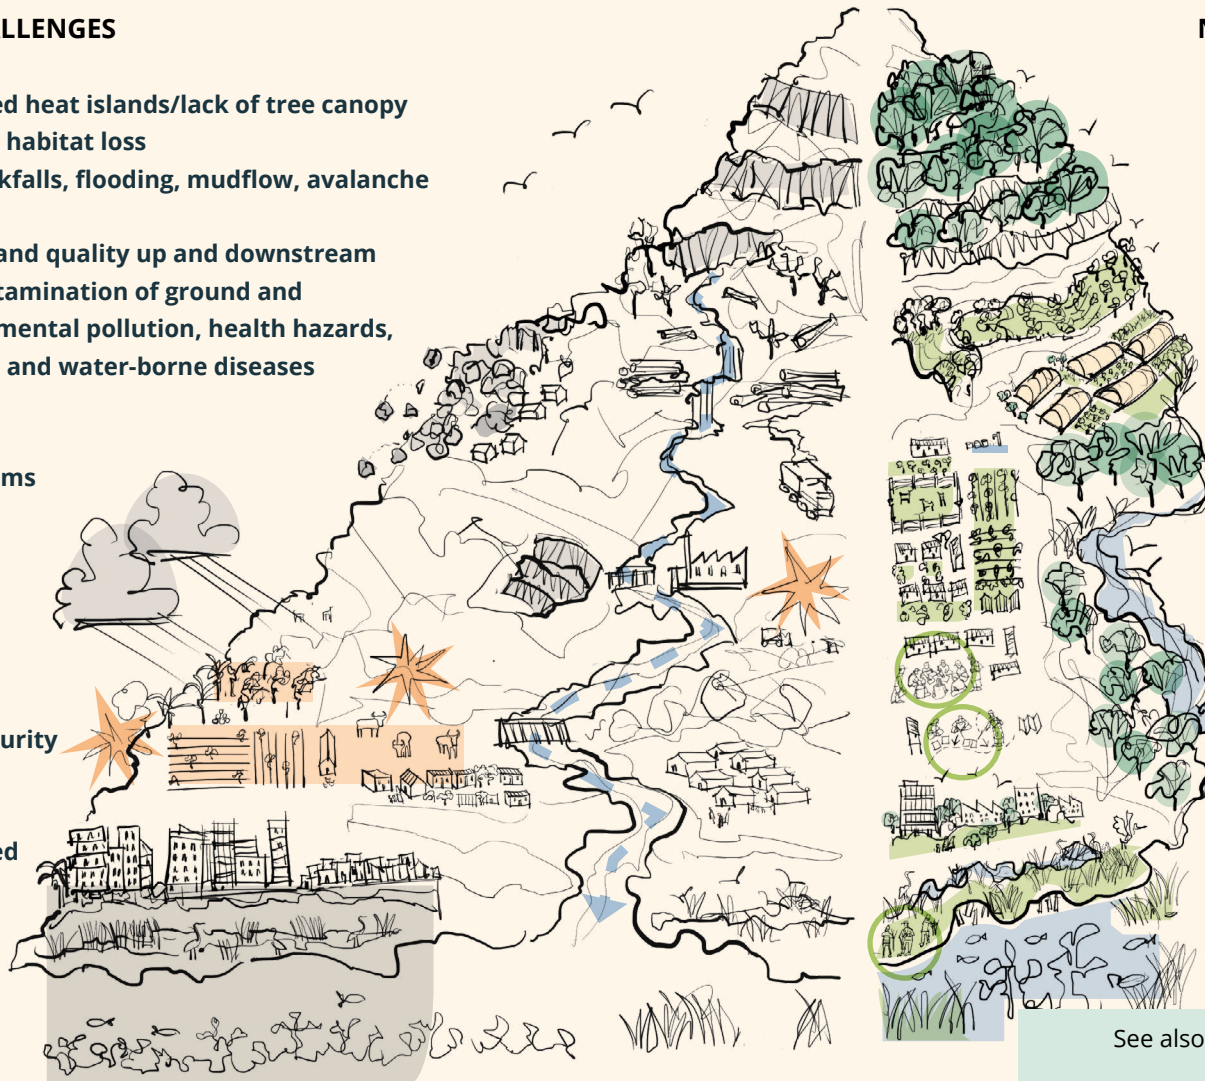 LLENGES
N
ed heat islands/lack of tree canopy
habitat loss
kfalls, flooding, mudflow, avalanche
and quality up and downstream
tamination of ground and
mental pollution, health hazards,
and water-borne diseases
ms
urity
ed
See also